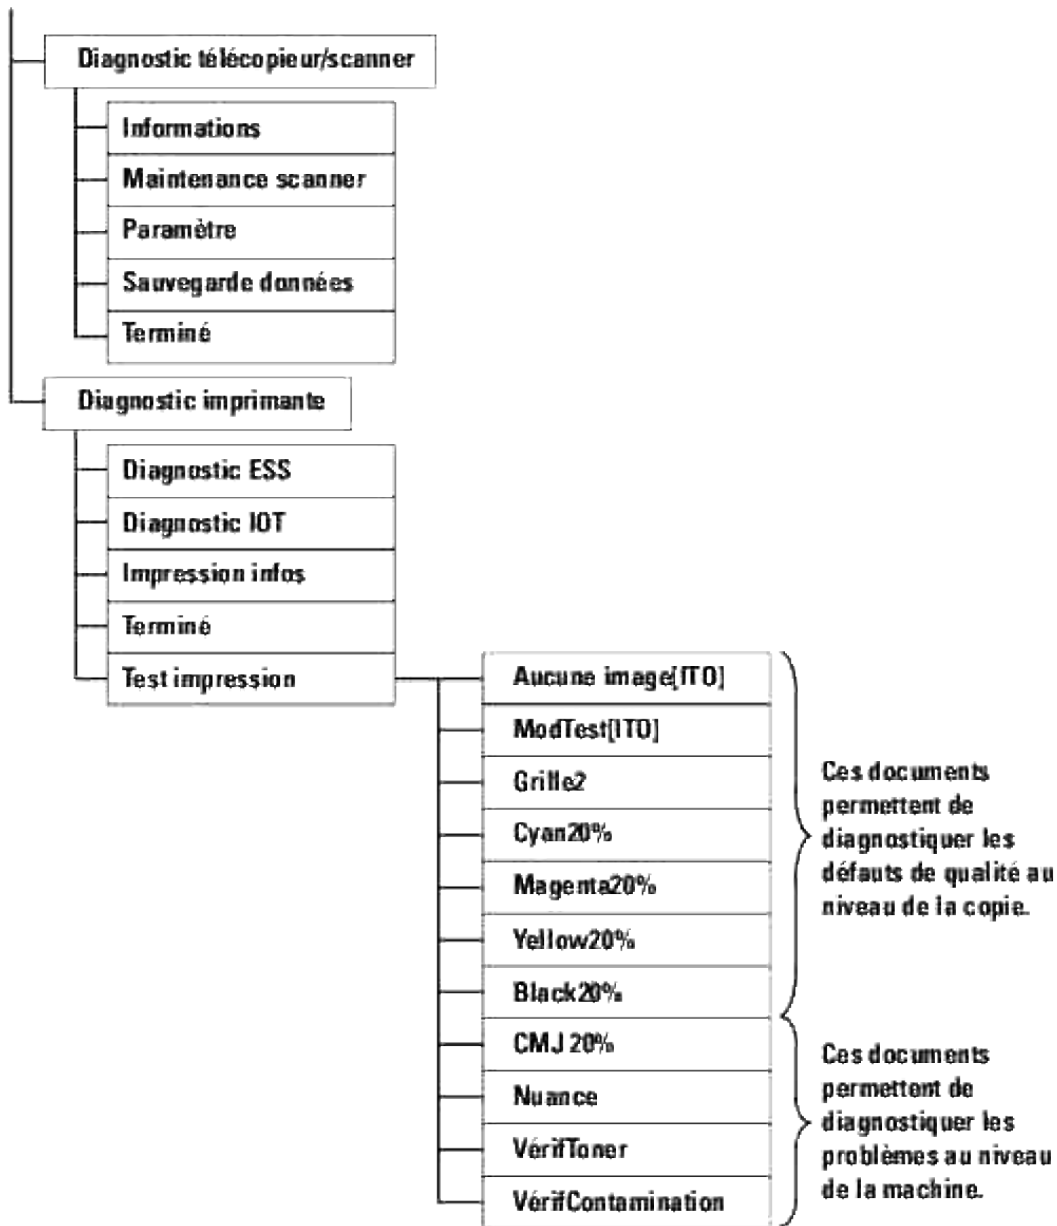 Diagnostic télécopieur/scanner
Informations
Maintenance scanner
Paramètre
Sauvegarde données
Terminé
Diagnostic imprimante
Diagnostic ESS
Diagnostic IOT
Impression infos
Terminé
Test impression
Aucune image[ITO]
ModTest[ITO]
Grille2
Cyan20%
Magenta20%
Yellow20%
Black20%
CMJ 20%
Nuance
VérifToner
VérifContamination
Ces documents
permettent de
diagnostiquer les
défauts de qualité au
niveau de la copie.
Ces documents
permettent de
diagnostiquer les
problèmes au niveau
de la machine.